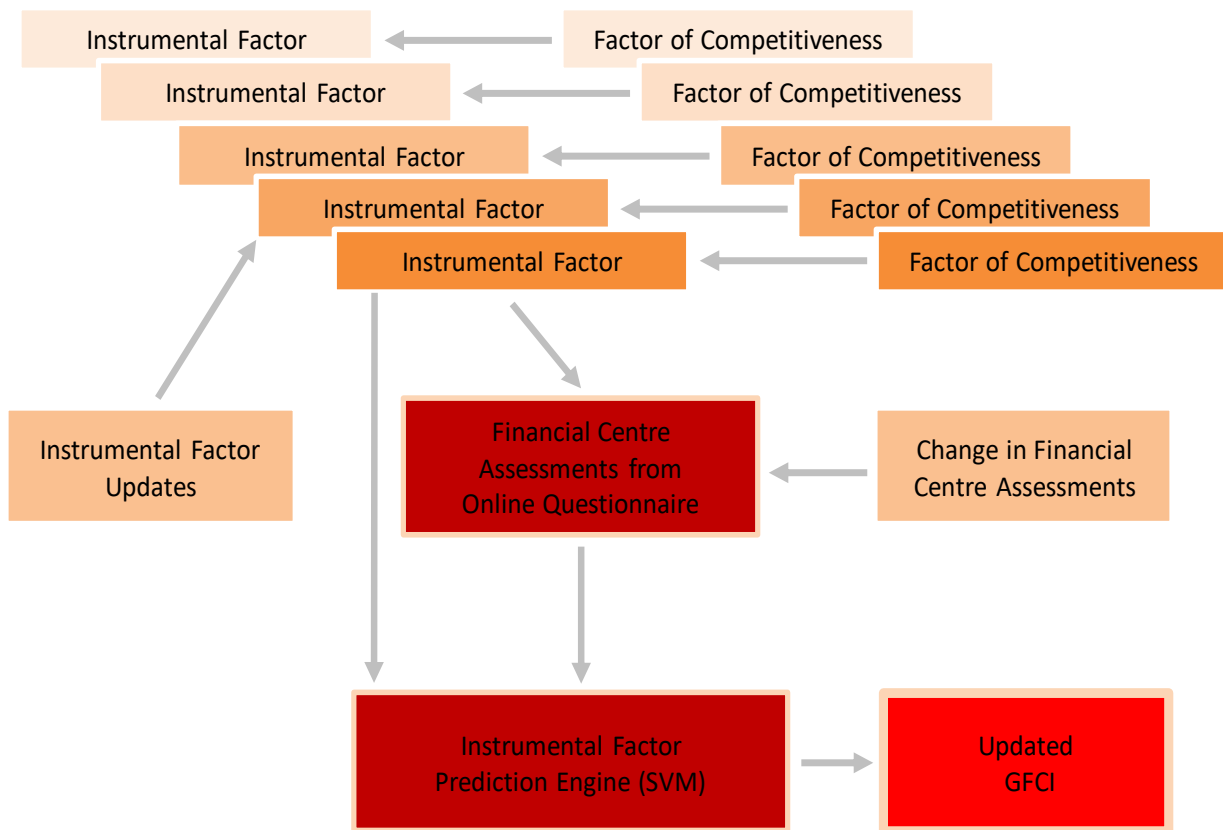 Instrumental Factor
Factor of Competitiveness
Instrumental Factor
Factor of Competitiveness
Instrumental Factor
Factor of Competitiveness
Instrumental Factor
Factor of Competitiveness
Instrumental Factor
Factor of Competitiveness
Instrumental Factor
Updates
Financial Centre
Assessments from
Online Questionnaire
Change in Financial
Centre Assessments
Instrumental Factor
Prediction Engine (SVM)
Updated
GFCI